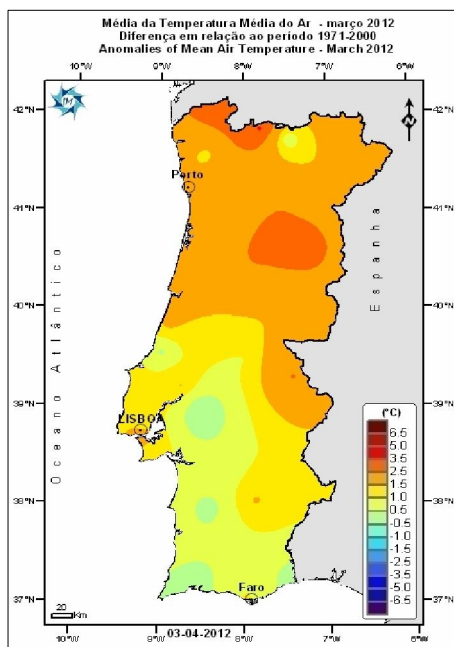 Média da Temperatura Média do Ar - março 2012
Diferença em relação ao período 1971-2000
Anomalies of Mean Air Temperature - March 2012
10°W 9°W 8°W 7°W 6°W
42°N 42°N
IM
N
Porto
41°N 41°N
Espanha
40°N 40°N
Oceano Atlântico
39°N 39°N
LISBOA
(°C)
6.5
5.0
3.5
2.5
1.5
1.0
0.5
-0.5
-1.0
-1.5
-2.5
-3.5
-5.0
-6.5
38°N 38°N
Faro
37°N 37°N
20
Km
10°W 9°W 8°W 7°W 6°W
03-04-2012